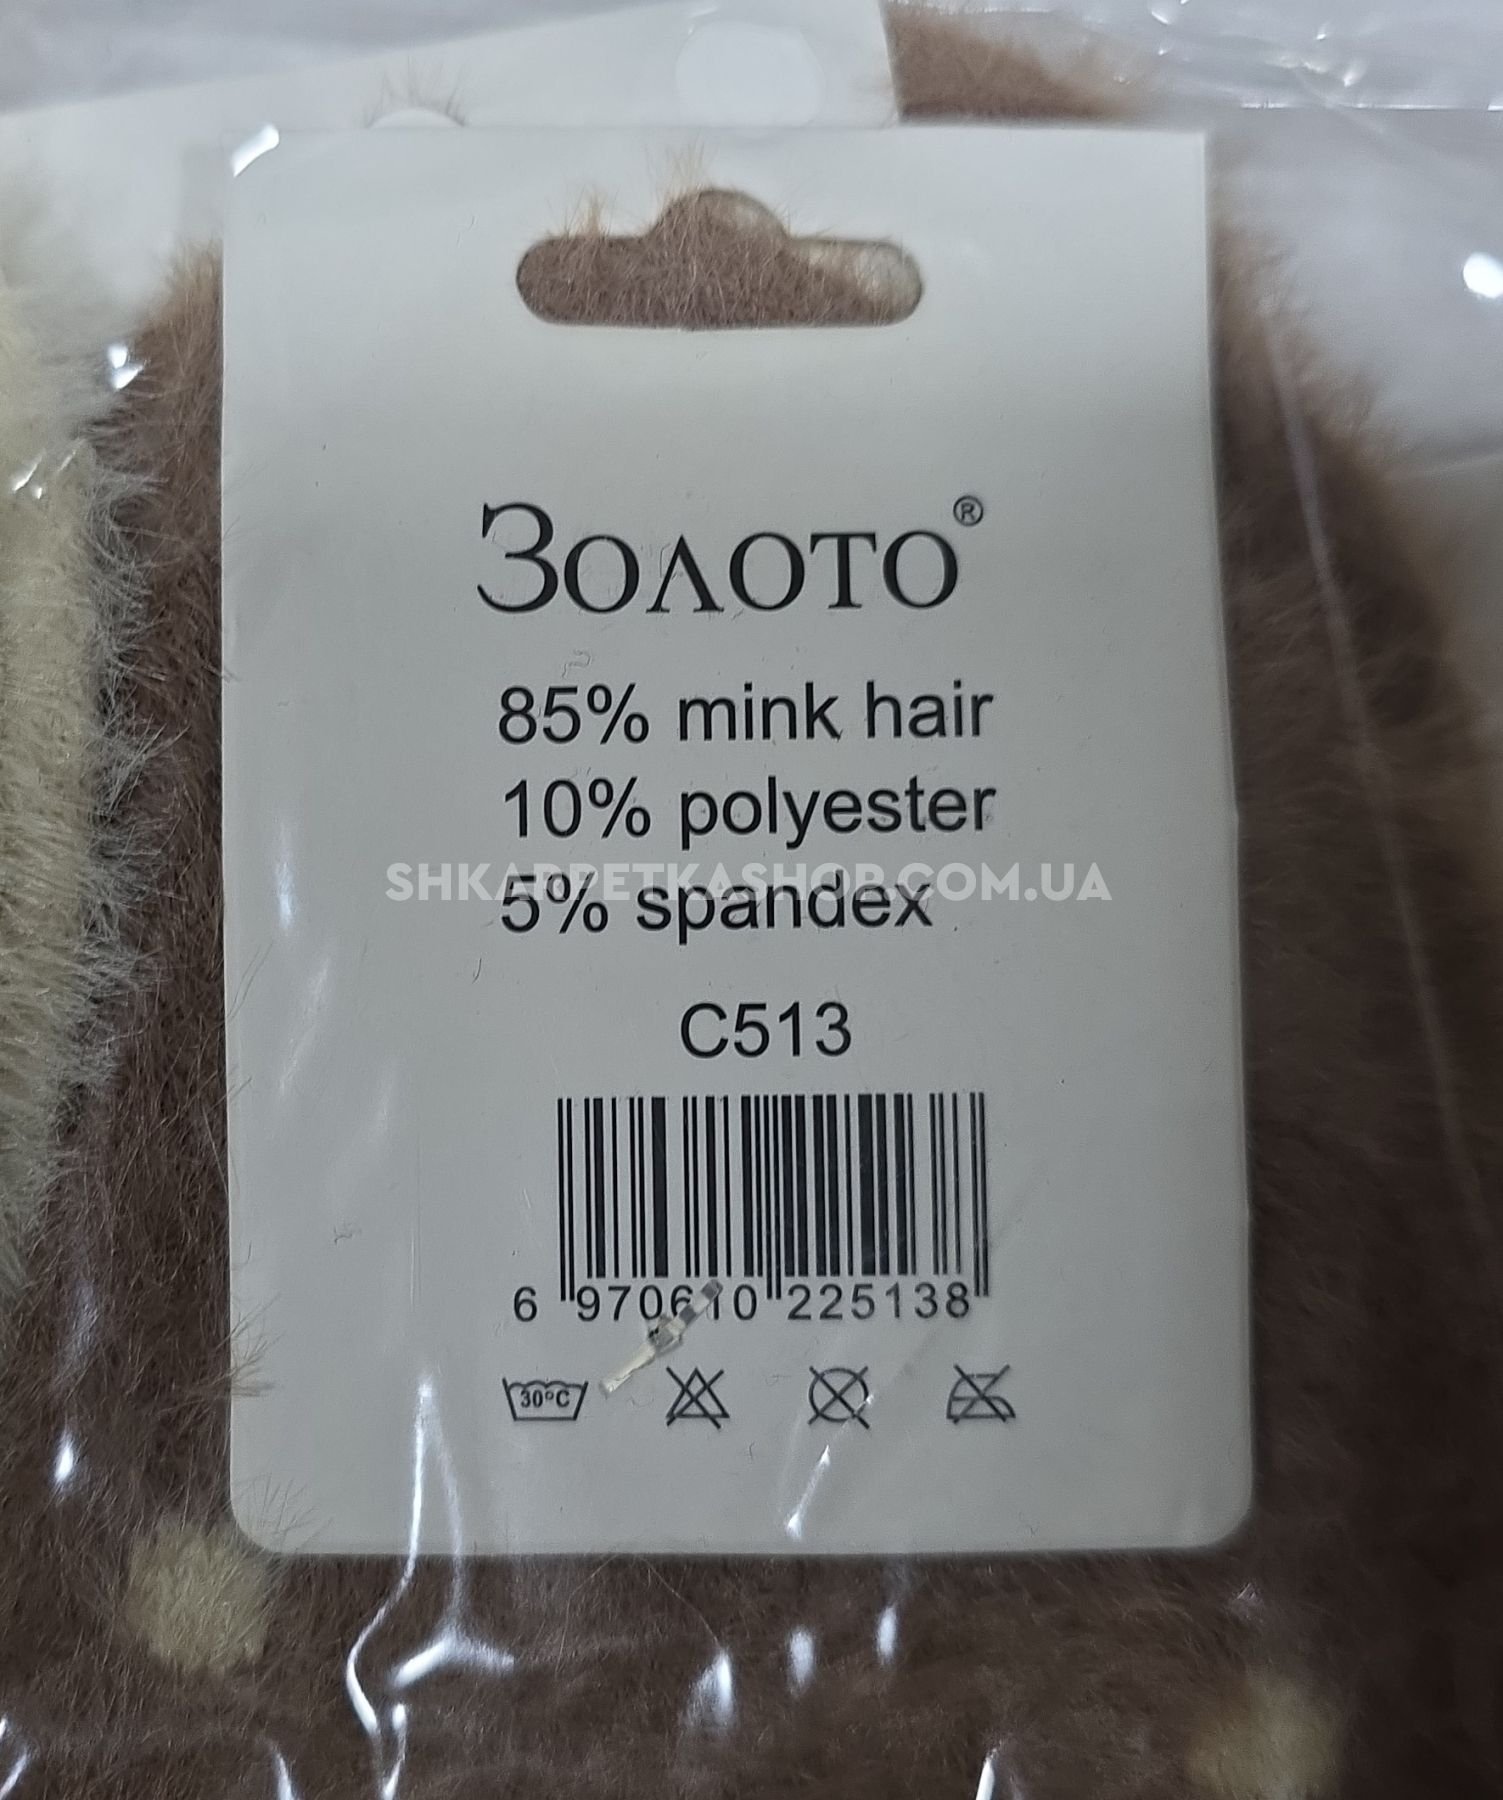 Золото®
85% mink hair
10% polyester
SHKARPETKASHOP.COM.UA
5% spandex
C513
6 970610 225138
30°C